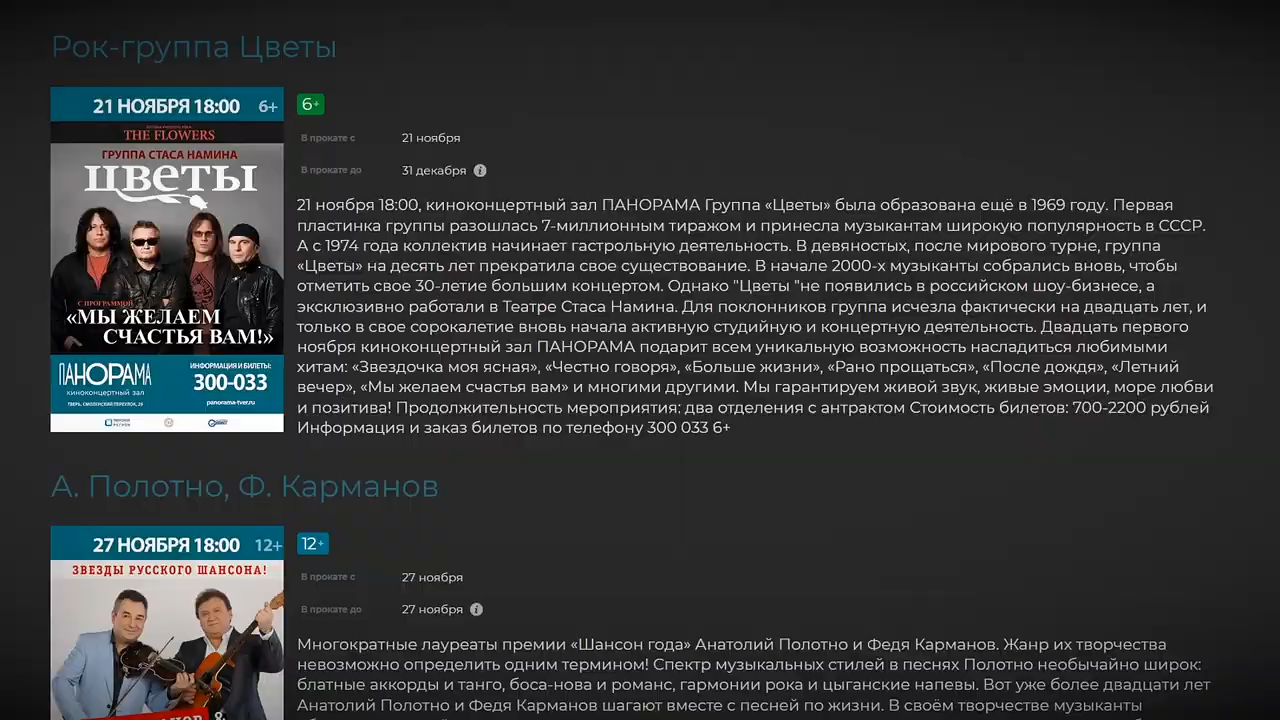 Рок-группа Цветы
21 НОЯБРЯ 18:00 6+
THE FLOWERS
ГРУППА СТАСА НАМИНА
цветы
С ПРОГРАММОЙ
«МЫ ЖЕЛАЕМ
СЧАСТЬЯ ВАМ!»
ПАНОРАМА
киноконцертный зал
ТВЕРЬ, СМОЛЕНСКИЙ ПЕРЕУЛОК, 29
ИНФОРМАЦИЯ И БИЛЕТЫ:
300-033
panorama-tver.ru
6+
В прокате с 21 ноября
В прокате до 31 декабря
21 ноября 18:00, киноконцертный зал ПАНОРАМА Группа «Цветы» была образована ещё в 1969 году. Первая
пластинка группы разошлась 7-миллионным тиражом и принесла музыкантам широкую популярность в СССР.
А с 1974 года коллектив начинает гастрольную деятельность. В девяностых, после мирового турне, группа
«Цветы» на десять лет прекратила свое существование. В начале 2000-х музыканты собрались вновь, чтобы
отметить свое 30-летие большим концертом. Однако "Цветы "не появились в российском шоу-бизнесе, а
эксклюзивно работали в Театре Стаса Намина. Для поклонников группа исчезла фактически на двадцать лет, и
только в свое сорокалетие вновь начала активную студийную и концертную деятельность. Двадцать первого
ноября киноконцертный зал ПАНОРАМА подарит всем уникальную возможность насладиться любимыми
хитам: «Звездочка моя ясная», «Честно говоря», «Больше жизни», «Рано прощаться», «После дождя», «Летний
вечер», «Мы желаем счастья вам» и многими другими. Мы гарантируем живой звук, живые эмоции, море любви
и позитива! Продолжительность мероприятия: два отделения с антрактом Стоимость билетов: 700-2200 рублей
Информация и заказ билетов по телефону 300 033 6+
А. Полотно, Ф. Карманов
27 НОЯБРЯ 18:00 12+
ЗВЕЗДЫ РУССКОГО ШАНСОНА!
12+
В прокате с 27 ноября
В прокате до 27 ноября
Многократные лауреаты премии «Шансон года» Анатолий Полотно и Федя Карманов. Жанр их творчества
невозможно определить одним термином! Спектр музыкальных стилей в песнях Полотно необычайно широк:
блатные аккорды и танго, боса-нова и романс, гармонии рока и цыганские напевы. Вот уже более двадцати лет
Анатолий Полотно и Федя Карманов шагают вместе с песней по жизни. В своём творчестве музыканты